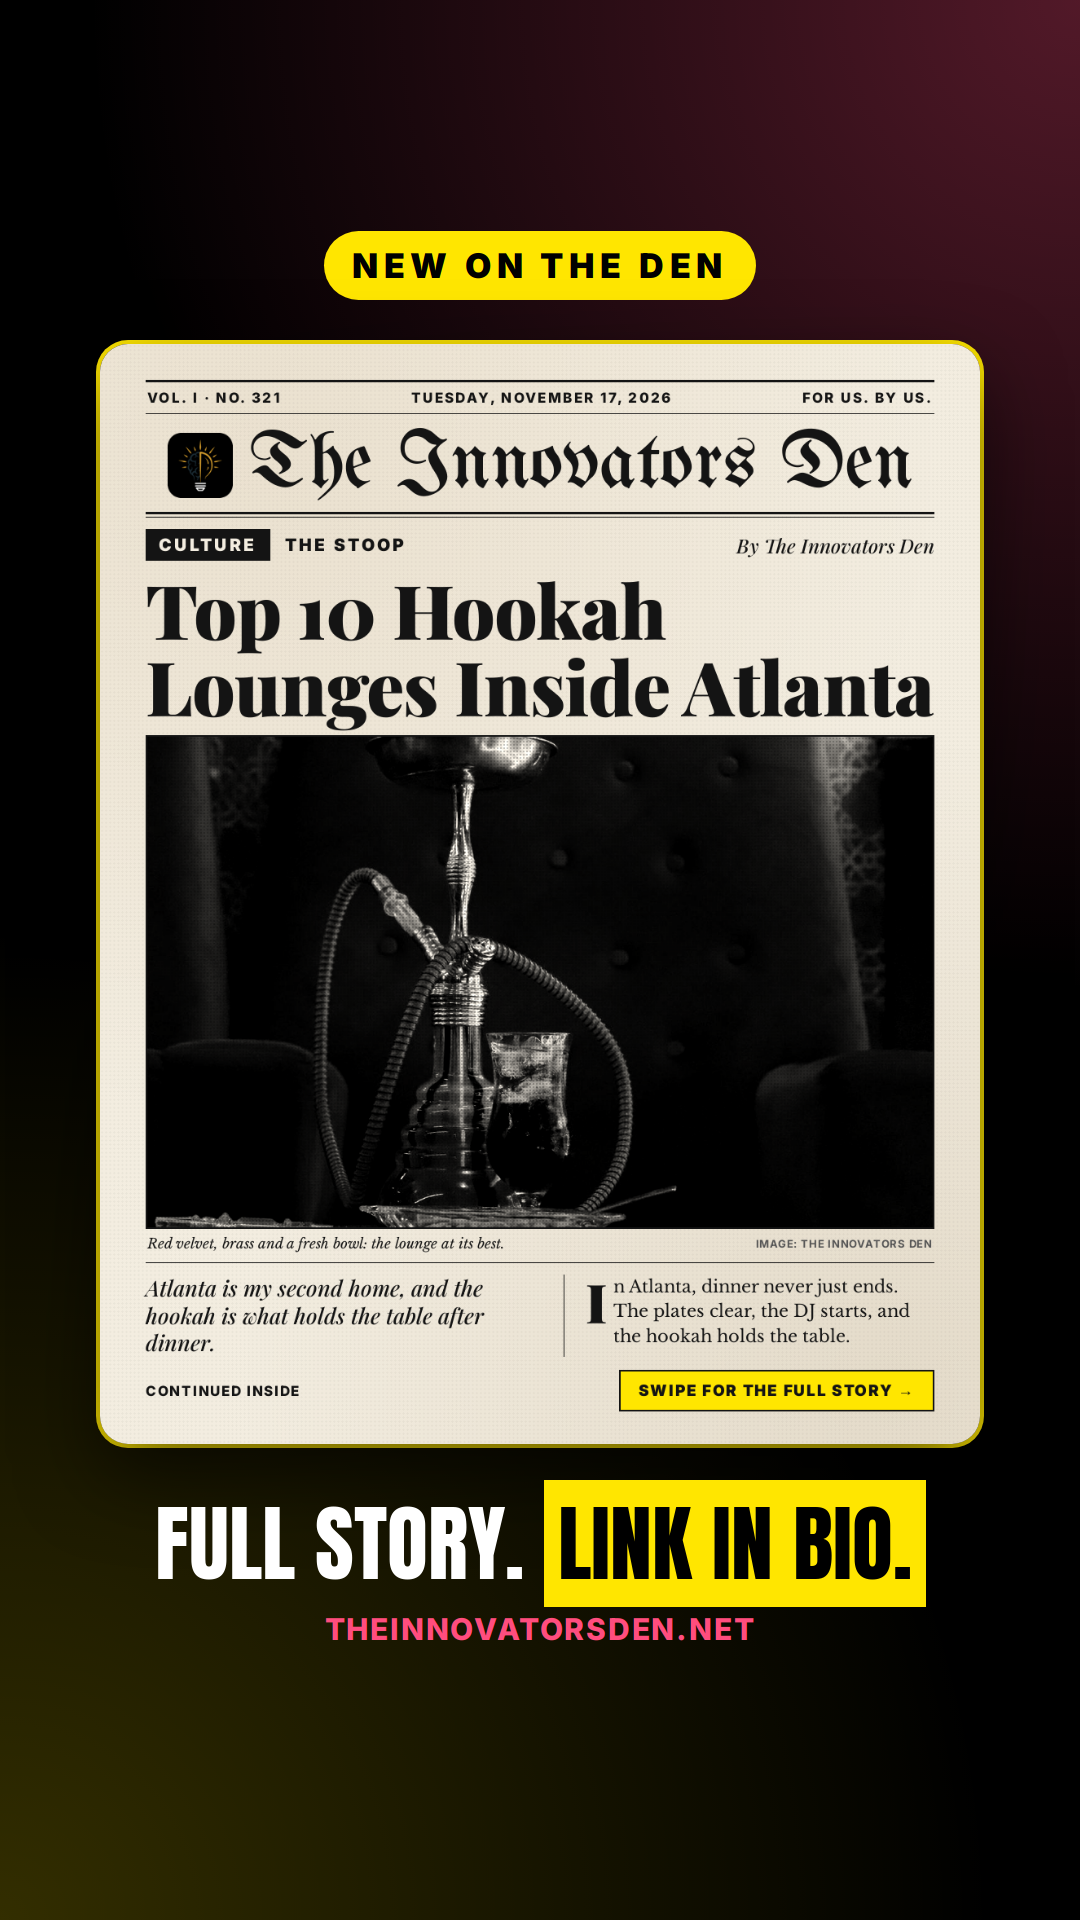 NEW ON THE DEN
VOL. I · NO. 321
TUESDAY, NOVEMBER 17, 2026
FOR US. BY US.
The Innovators Den
CULTURE
THE STOOP
By The Innovators Den
Top 10 Hookah
Lounges Inside Atlanta
Red velvet, brass and a fresh bowl: the lounge at its best.
IMAGE: THE INNOVATORS DEN
Atlanta is my second home, and the
hookah is what holds the table after
dinner.
In Atlanta, dinner never just ends.
The plates clear, the DJ starts, and
the hookah holds the table.
CONTINUED INSIDE
SWIPE FOR THE FULL STORY →
FULL STORY. LINK IN BIO.
THEINNOVATORSDEN.NET